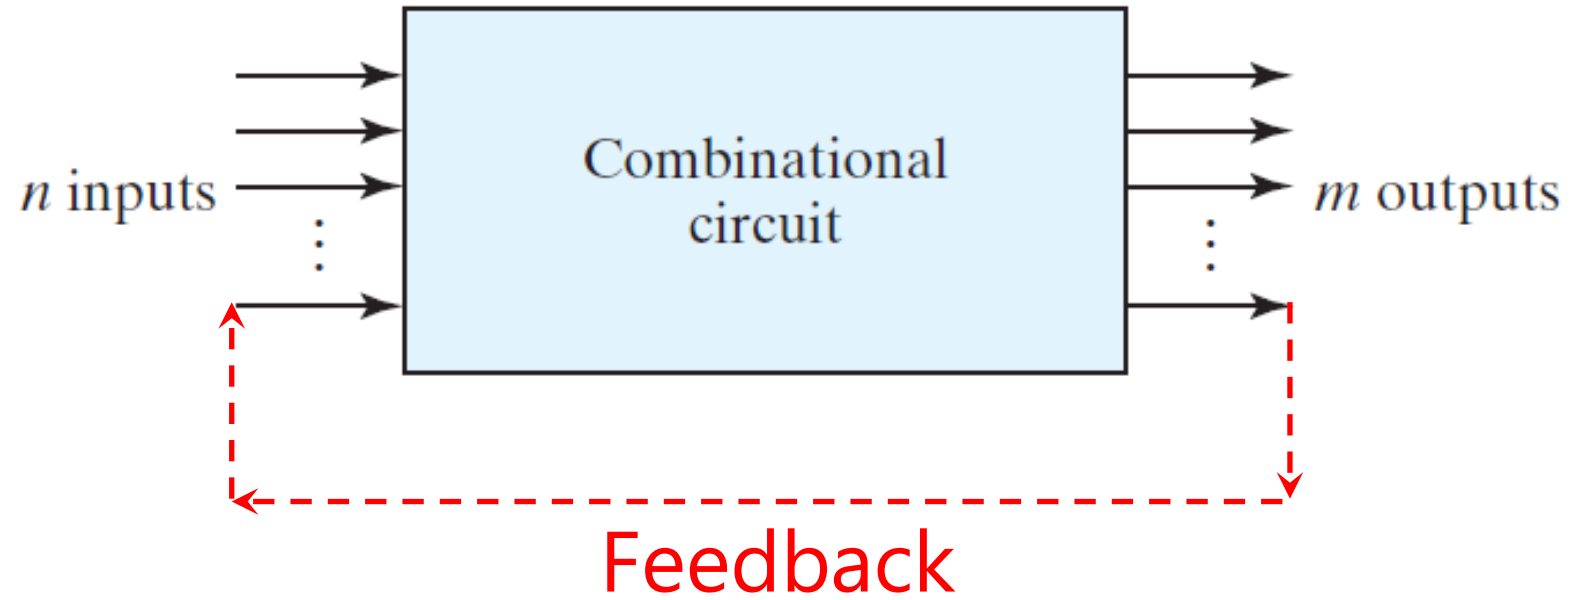 Combinational
circuit
n inputs
m outputs
Feedback